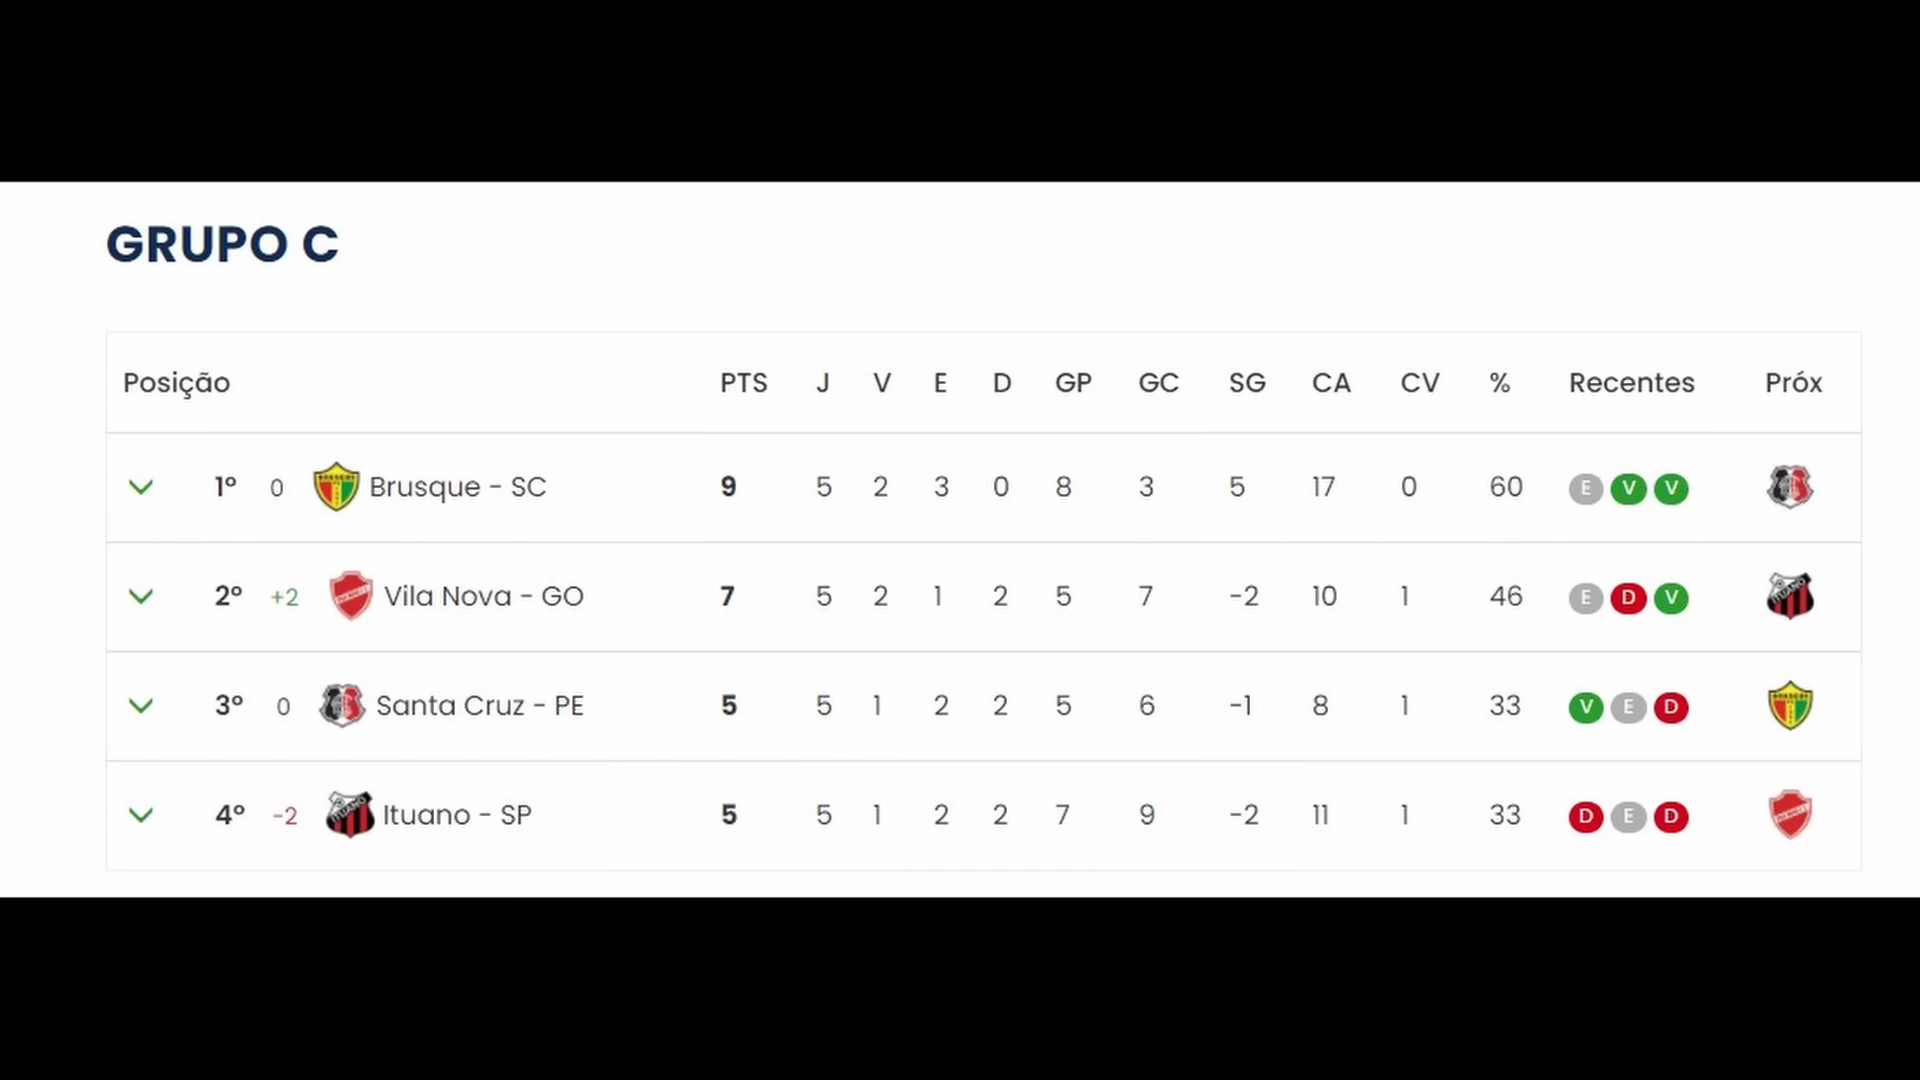 GRUPO C
Posição PTS J V E D GP GC SG CA CV % Recentes Próx
1º 0 Brusque - SC 9 5 2 3 0 8 3 5 17 0 60 E V V
2º +2 Vila Nova - GO 7 5 2 1 2 5 7 -2 10 1 46 E D V
3º 0 Santa Cruz - PE 5 5 1 2 2 5 6 -1 8 1 33 V E D
4º -2 Ituano - SP 5 5 1 2 2 7 9 -2 11 1 33 D E D